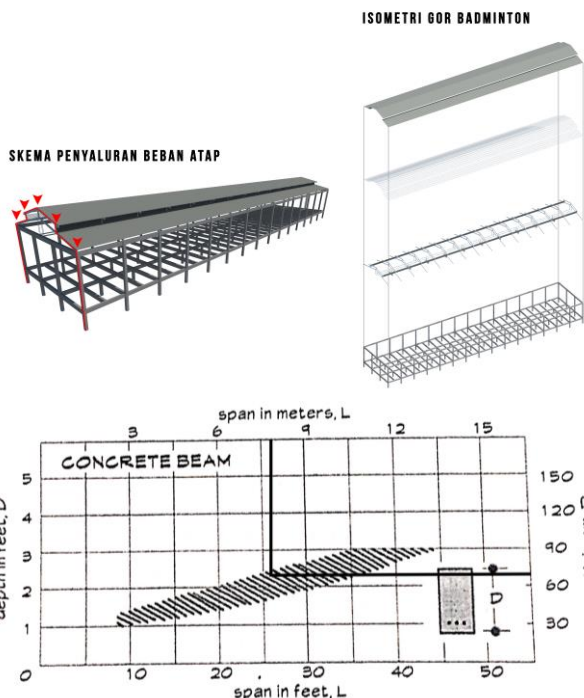 ISOMETRI GOR BADMINTON
SKEMA PENYALURAN BEBAN ATAP
span in meters, L
3 6 9 12 15
CONCRETE BEAM
depth in feet, D
5 150
4 120
3 90
2 60
1 30
D
0 10 20 30 40 50
span in feet, L